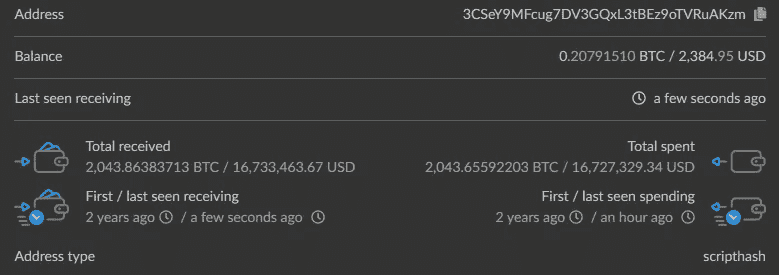 Address 3CSeY9MFcug7DV3GQxL3tBEz9oTVRuAKzm
Balance 0.20791510 BTC / 2,384.95 USD
Last seen receiving a few seconds ago
Total received Total spent
2,043.86383713 BTC / 16,733,463.67 USD 2,043.65592203 BTC / 16,727,329.34 USD
First / last seen receiving First / last seen spending
2 years ago / a few seconds ago 2 years ago / an hour ago
Address type scripthash